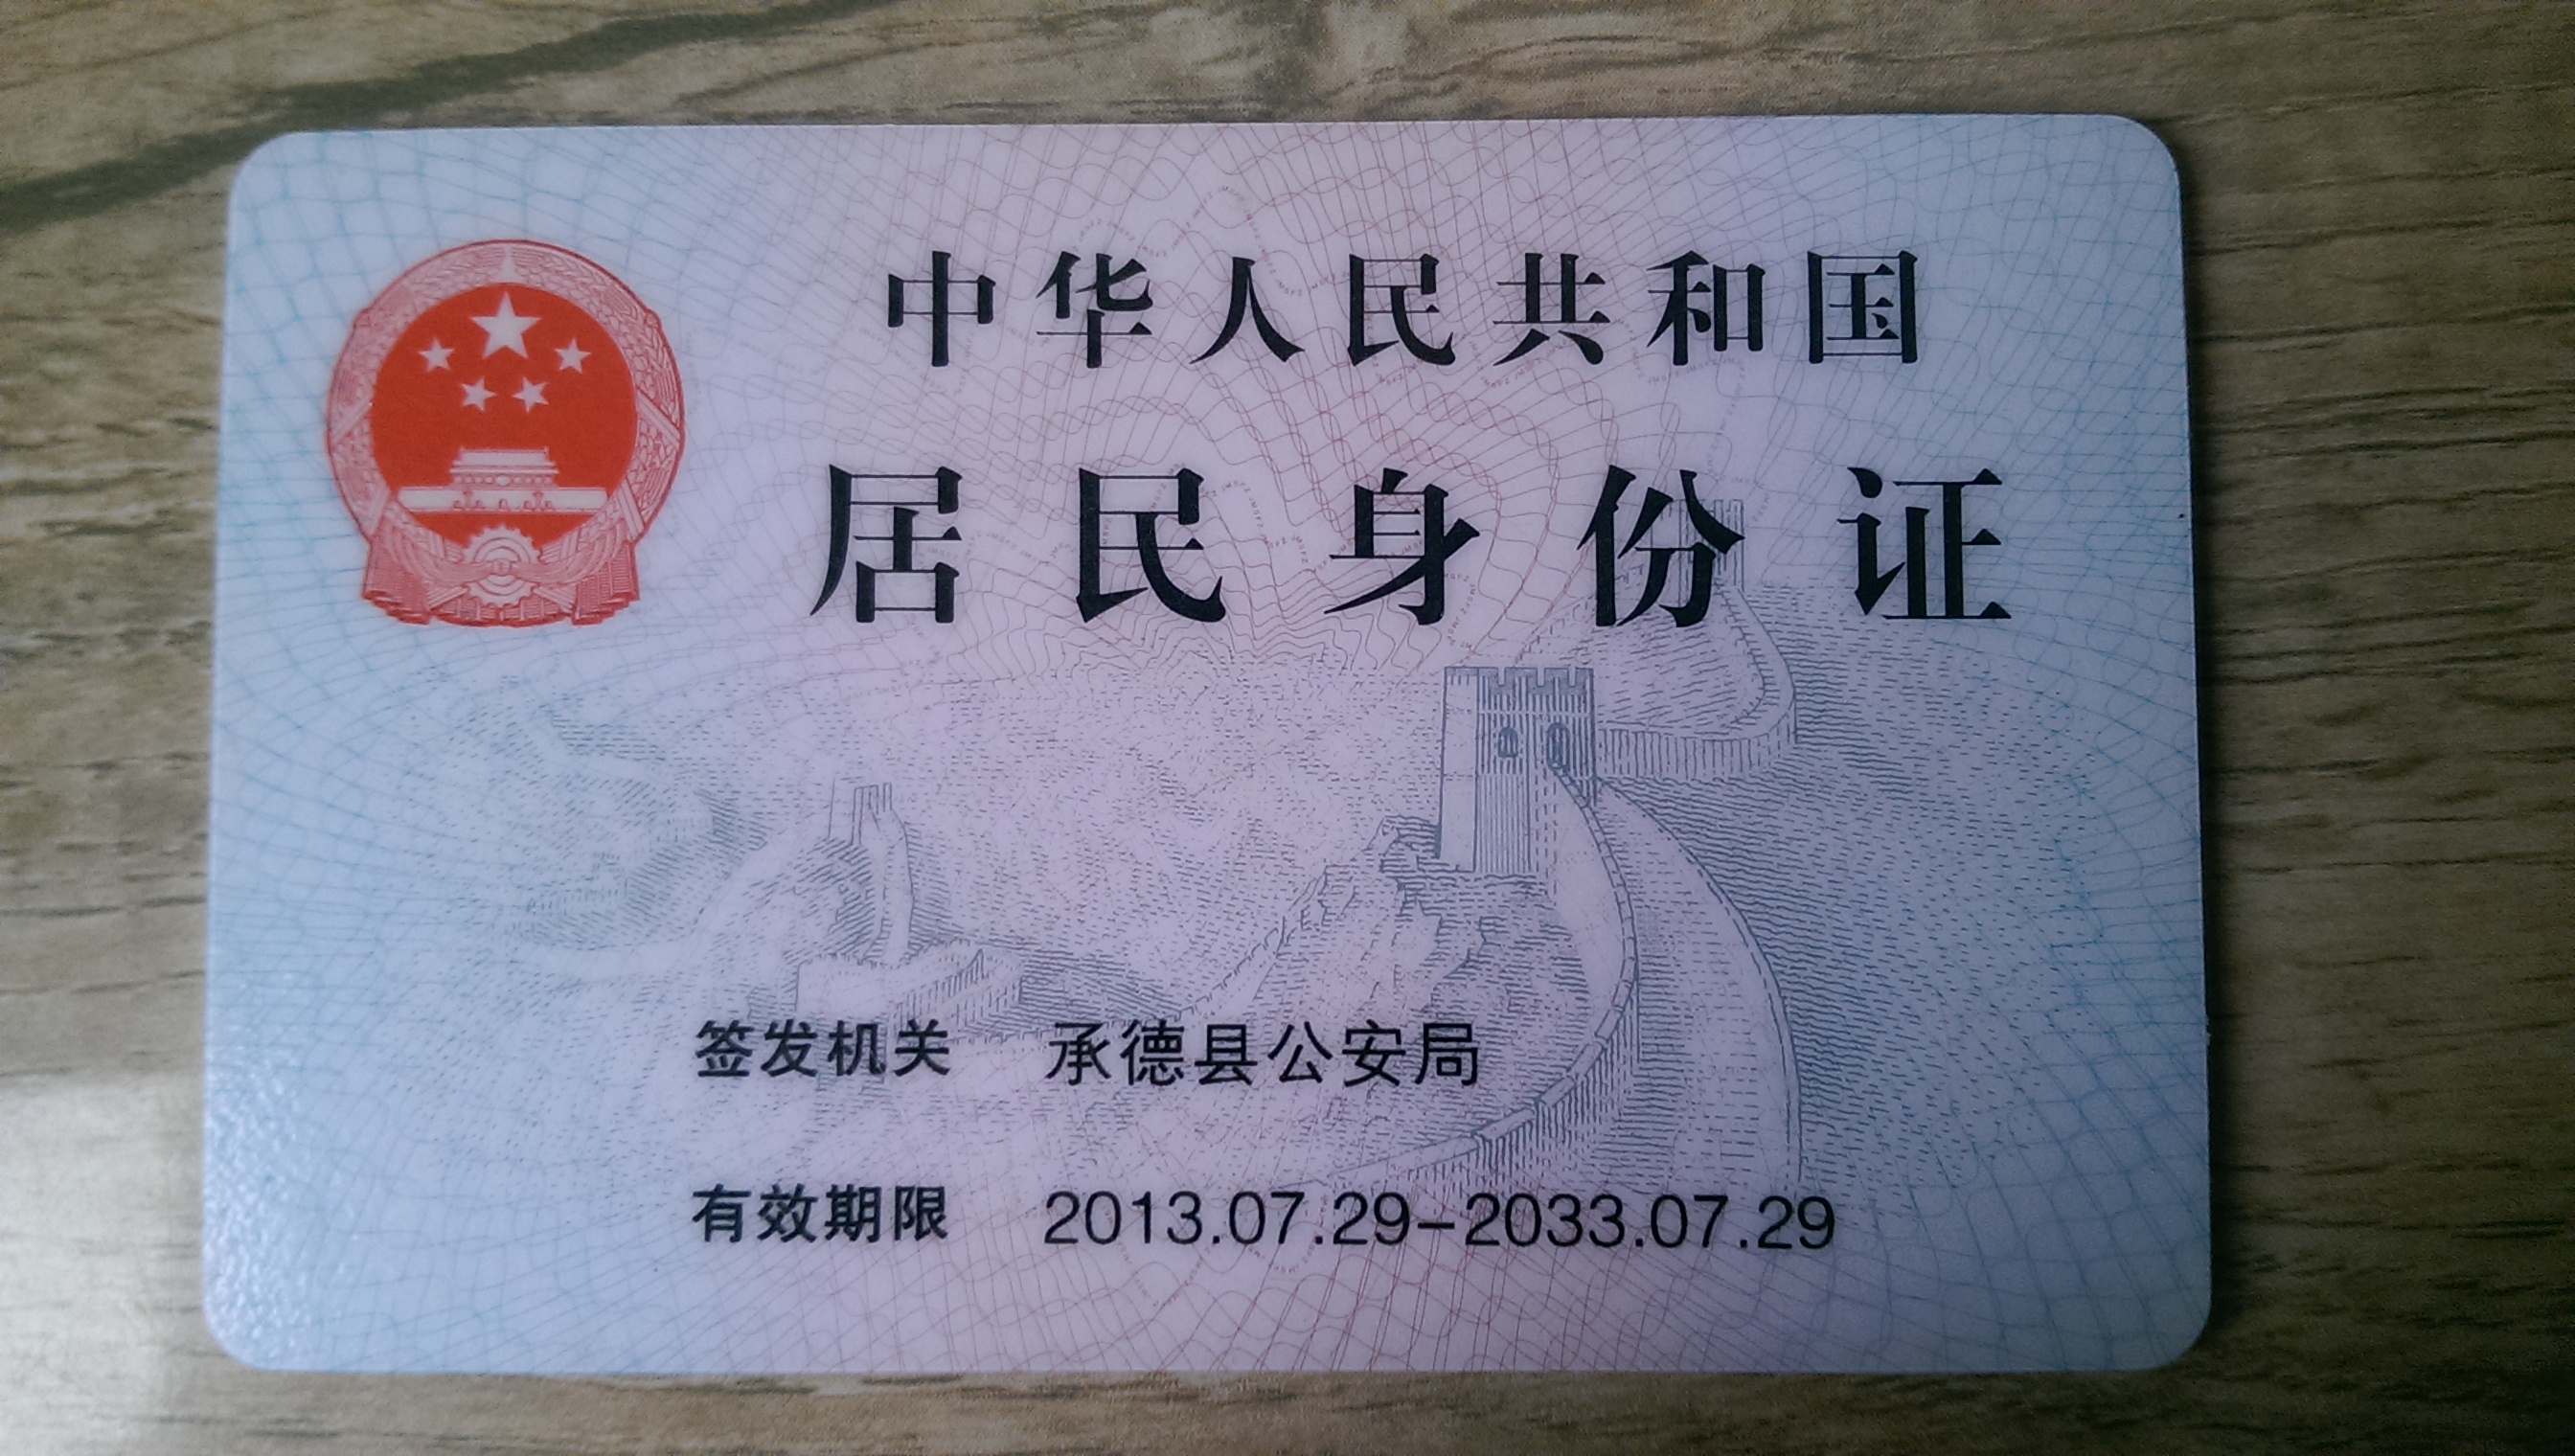 中华人民共和国
居民身份证
签发机关 承德县公安局
有效期限 2013.07.29-2033.07.29